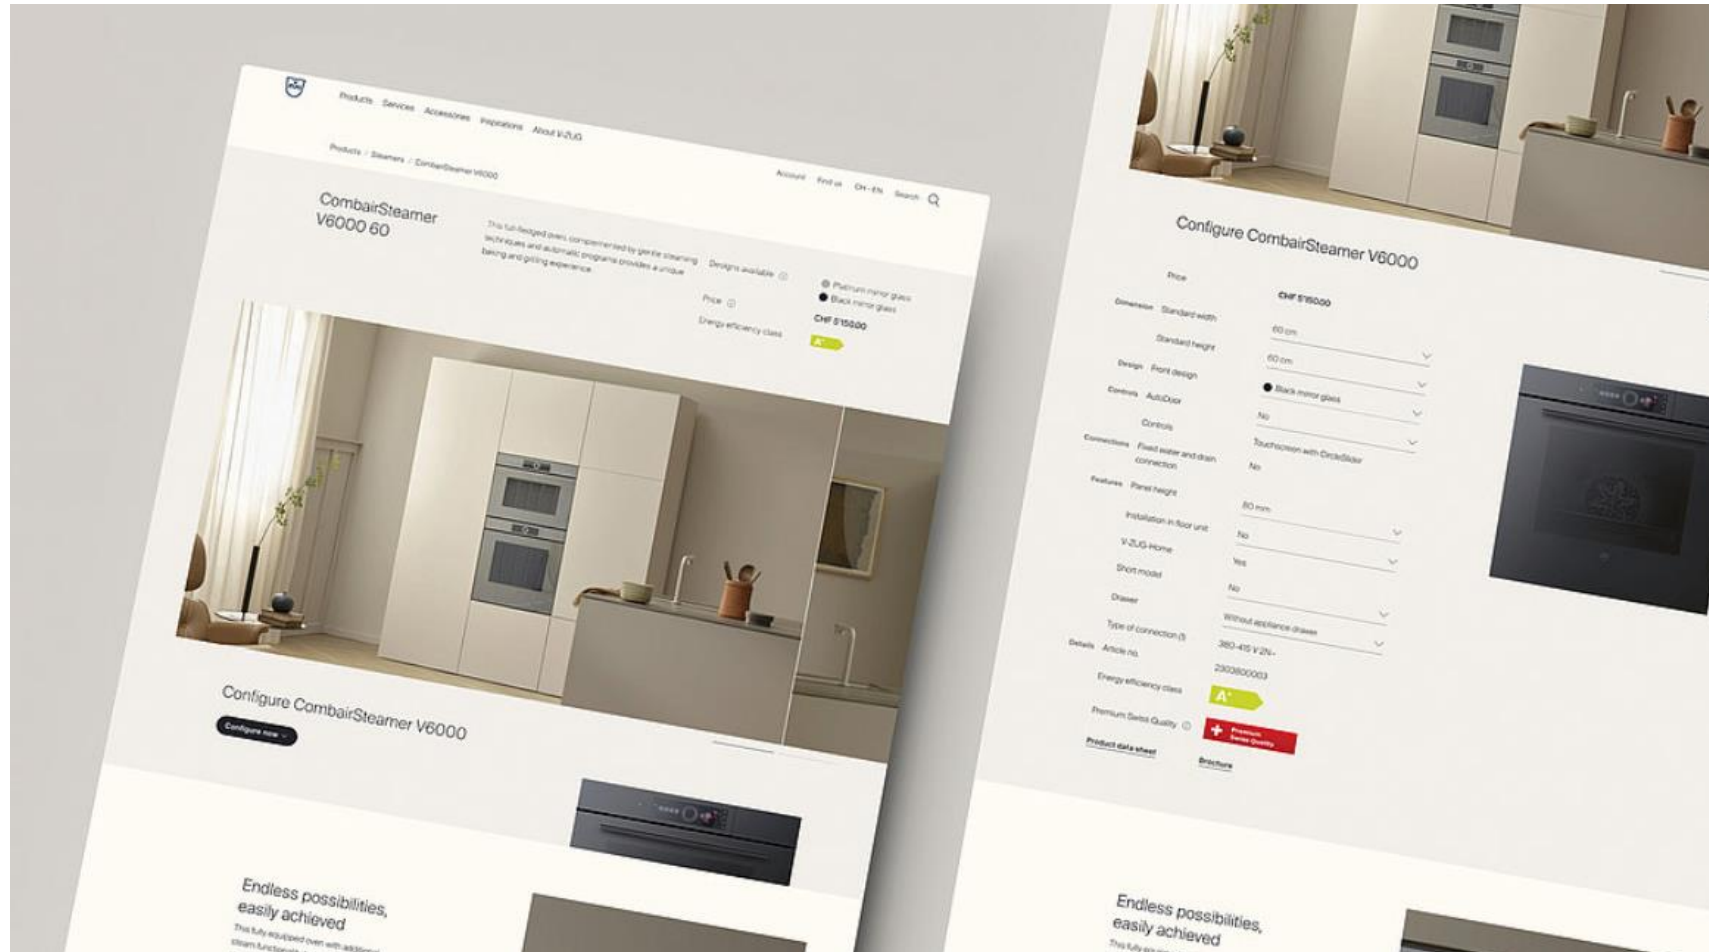 Products Services Accessories Inspirations About V-ZUG
Account Find us CH-EN Search
Products / Steamers / CombairSteamer V6000
CombairSteamer
V6000 60
This full-fledged oven, complemented by gentle steaming
techniques and automatic programs provides a unique
baking and grilling experience.
Designs available
Platinum mirror glass
Black mirror glass
Price
CHF 5'150.00
Energy efficiency class
A+
Configure CombairSteamer V6000
Configure now
Endless possibilities,
easily achieved
This fully equipped oven with additional
Configure CombairSteamer V6000
Price CHF 5'150.00
Dimension Standard width 60 cm
Standard height 60 cm
Design Front design Black mirror glass
Controls AutoDoor No
Controls Touchscreen with CircleSlider
Connections Fixed water and drain No
connection
Features Panel height 80 mm
Installation in floor unit No
V-ZUG-Home Yes
Short model No
Drawer Without appliance drawer
Type of connection (1) 380-415 V 2N~
Details Article no. 2303600003
Energy efficiency class A+
Premium Swiss Quality Premium
Swiss Quality
Product data sheet Brochure
Endless possibilities,
easily achieved